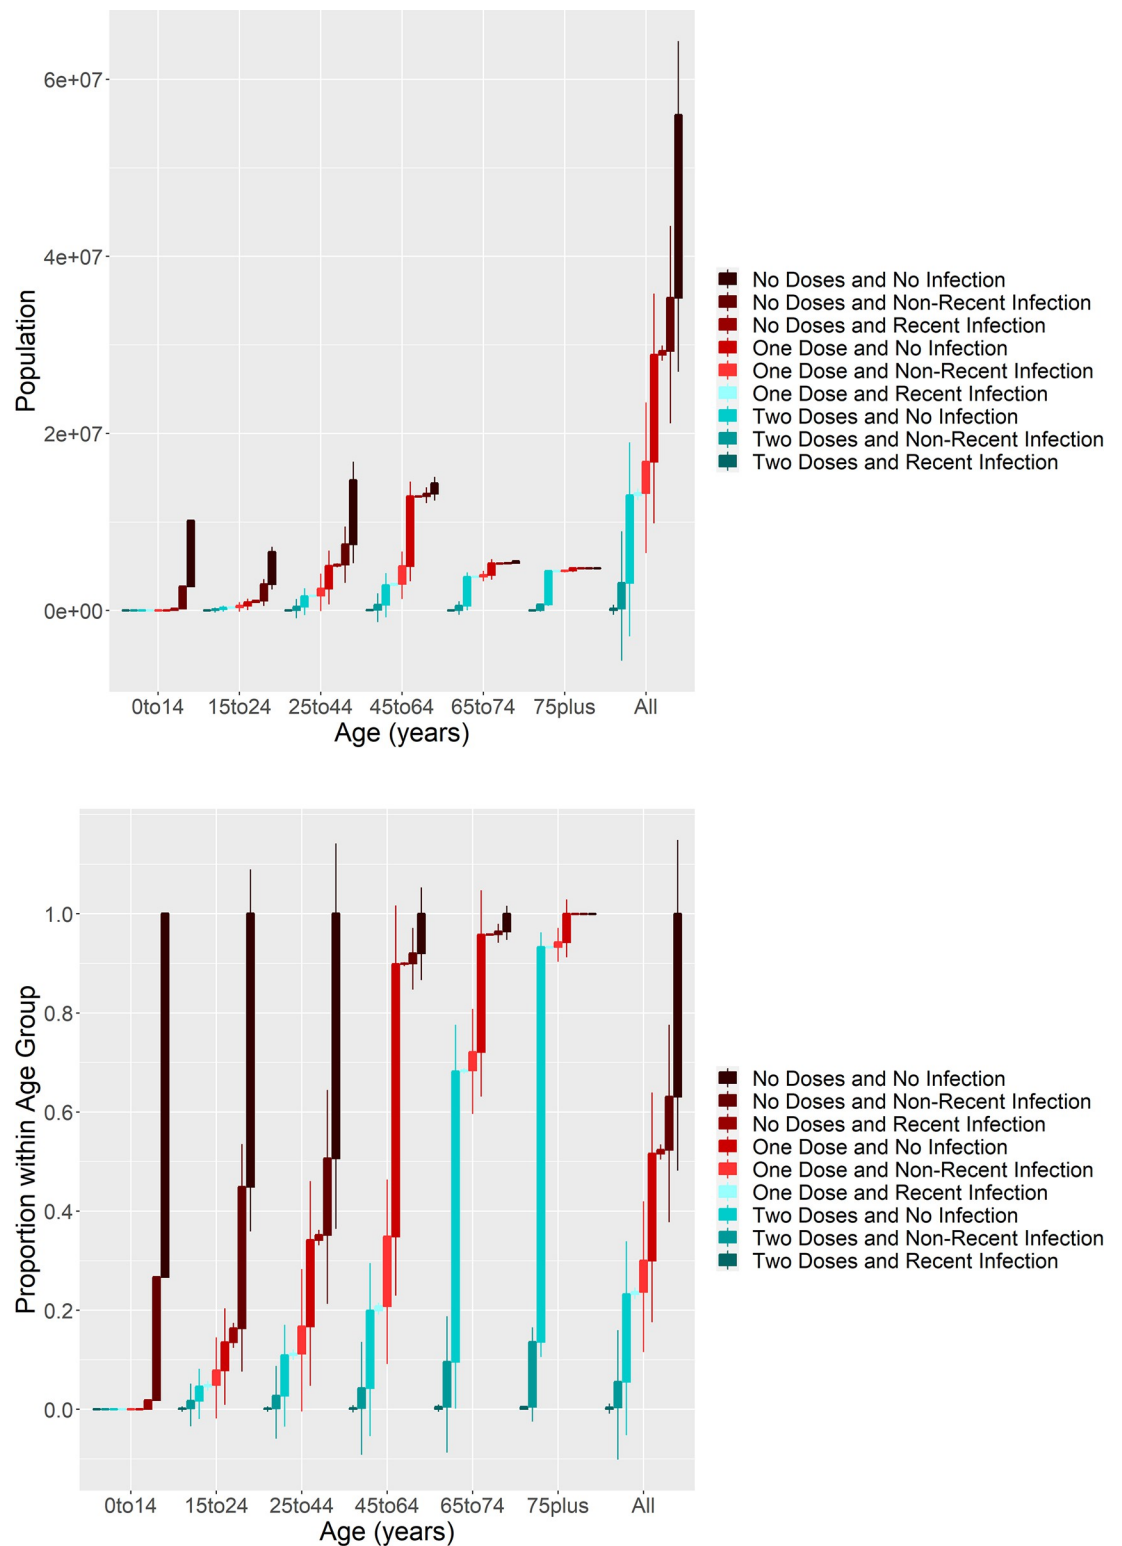 6e+07
4e+07
2e+07
0e+00
Population
0to14 15to24 25to44 45to64 65to74 75plus All
Age (years)
No Doses and No Infection
No Doses and Non-Recent Infection
No Doses and Recent Infection
One Dose and No Infection
One Dose and Non-Recent Infection
One Dose and Recent Infection
Two Doses and No Infection
Two Doses and Non-Recent Infection
Two Doses and Recent Infection
1.0
0.8
0.6
0.4
0.2
0.0
Proportion within Age Group
0to14 15to24 25to44 45to64 65to74 75plus All
Age (years)
No Doses and No Infection
No Doses and Non-Recent Infection
No Doses and Recent Infection
One Dose and No Infection
One Dose and Non-Recent Infection
One Dose and Recent Infection
Two Doses and No Infection
Two Doses and Non-Recent Infection
Two Doses and Recent Infection